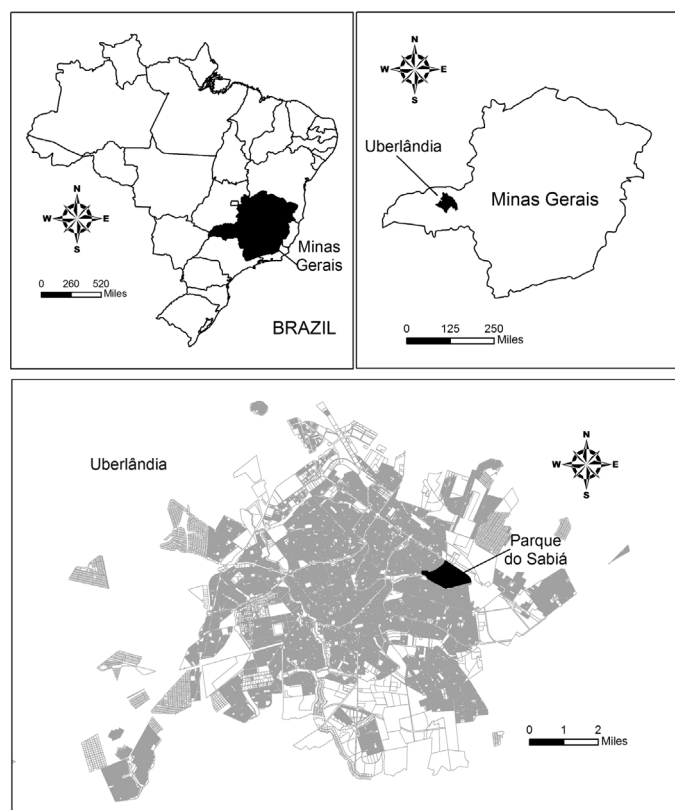 N
W E
S
Minas
Gerais
0 260 520
Miles
BRAZIL
N
W E
S
Uberlândia
Minas Gerais
0 125 250
Miles
Uberlândia
N
W E
S
Parque
do Sabiá
0 1 2
Miles